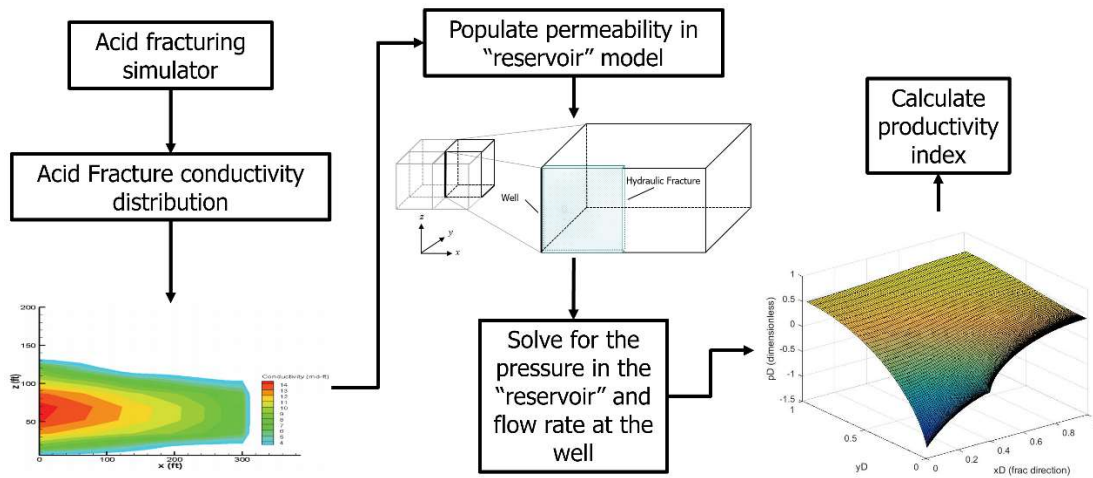 Acid fracturing
simulator
Acid Fracture conductivity
distribution
200
150
100
50
z (ft)
0
100
200
300
x (ft)
Conductivity (md-ft)
14
13
12
11
10
9
8
7
6
5
4
Populate permeability in
“reservoir” model
Well
Hydraulic Fracture
z
y
x
Solve for the
pressure in the
“reservoir” and
flow rate at the
well
Calculate
productivity
index
1
0.5
0
-0.5
-1
-1.5
pD (dimensionless)
1
0.5
0
yD
0
0.2
0.4
0.6
0.8
xD (frac direction)